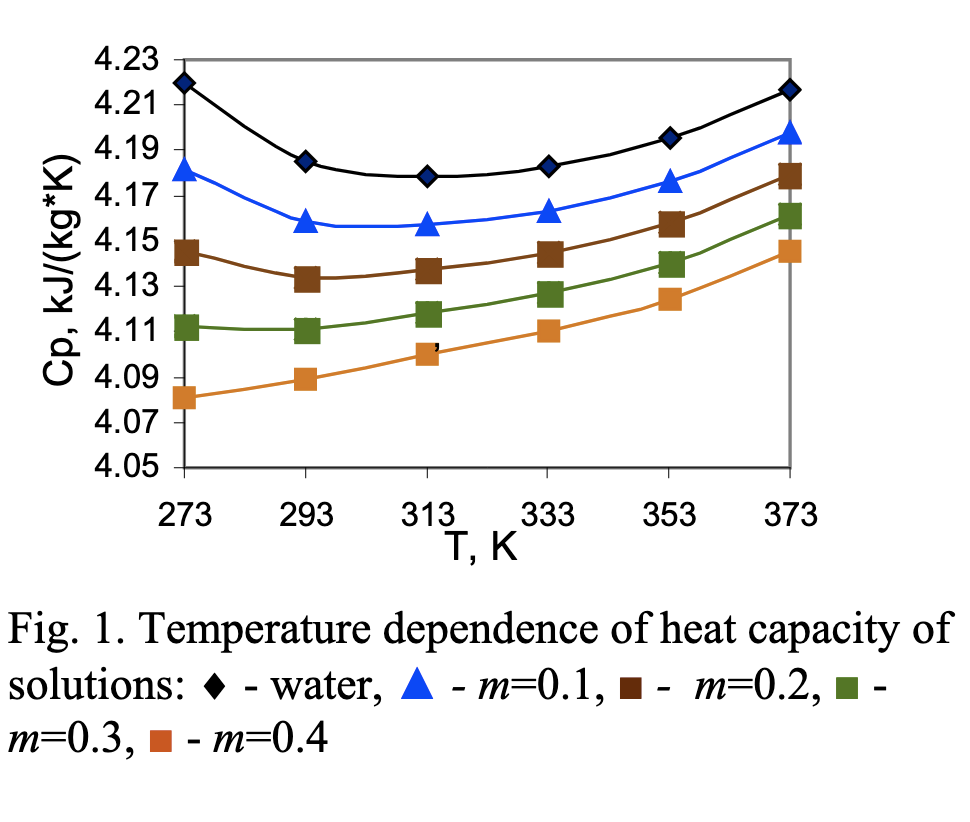 4.23
4.21
4.19
4.17
4.15
4.13
4.11
4.09
4.07
4.05
Cp, kJ/(kg*K)
,
273 293 313 333 353 373
T, K
Fig. 1. Temperature dependence of heat capacity of
solutions: ♦ - water, ▲ - m=0.1, ■ - m=0.2, ■ -
m=0.3, ■ - m=0.4